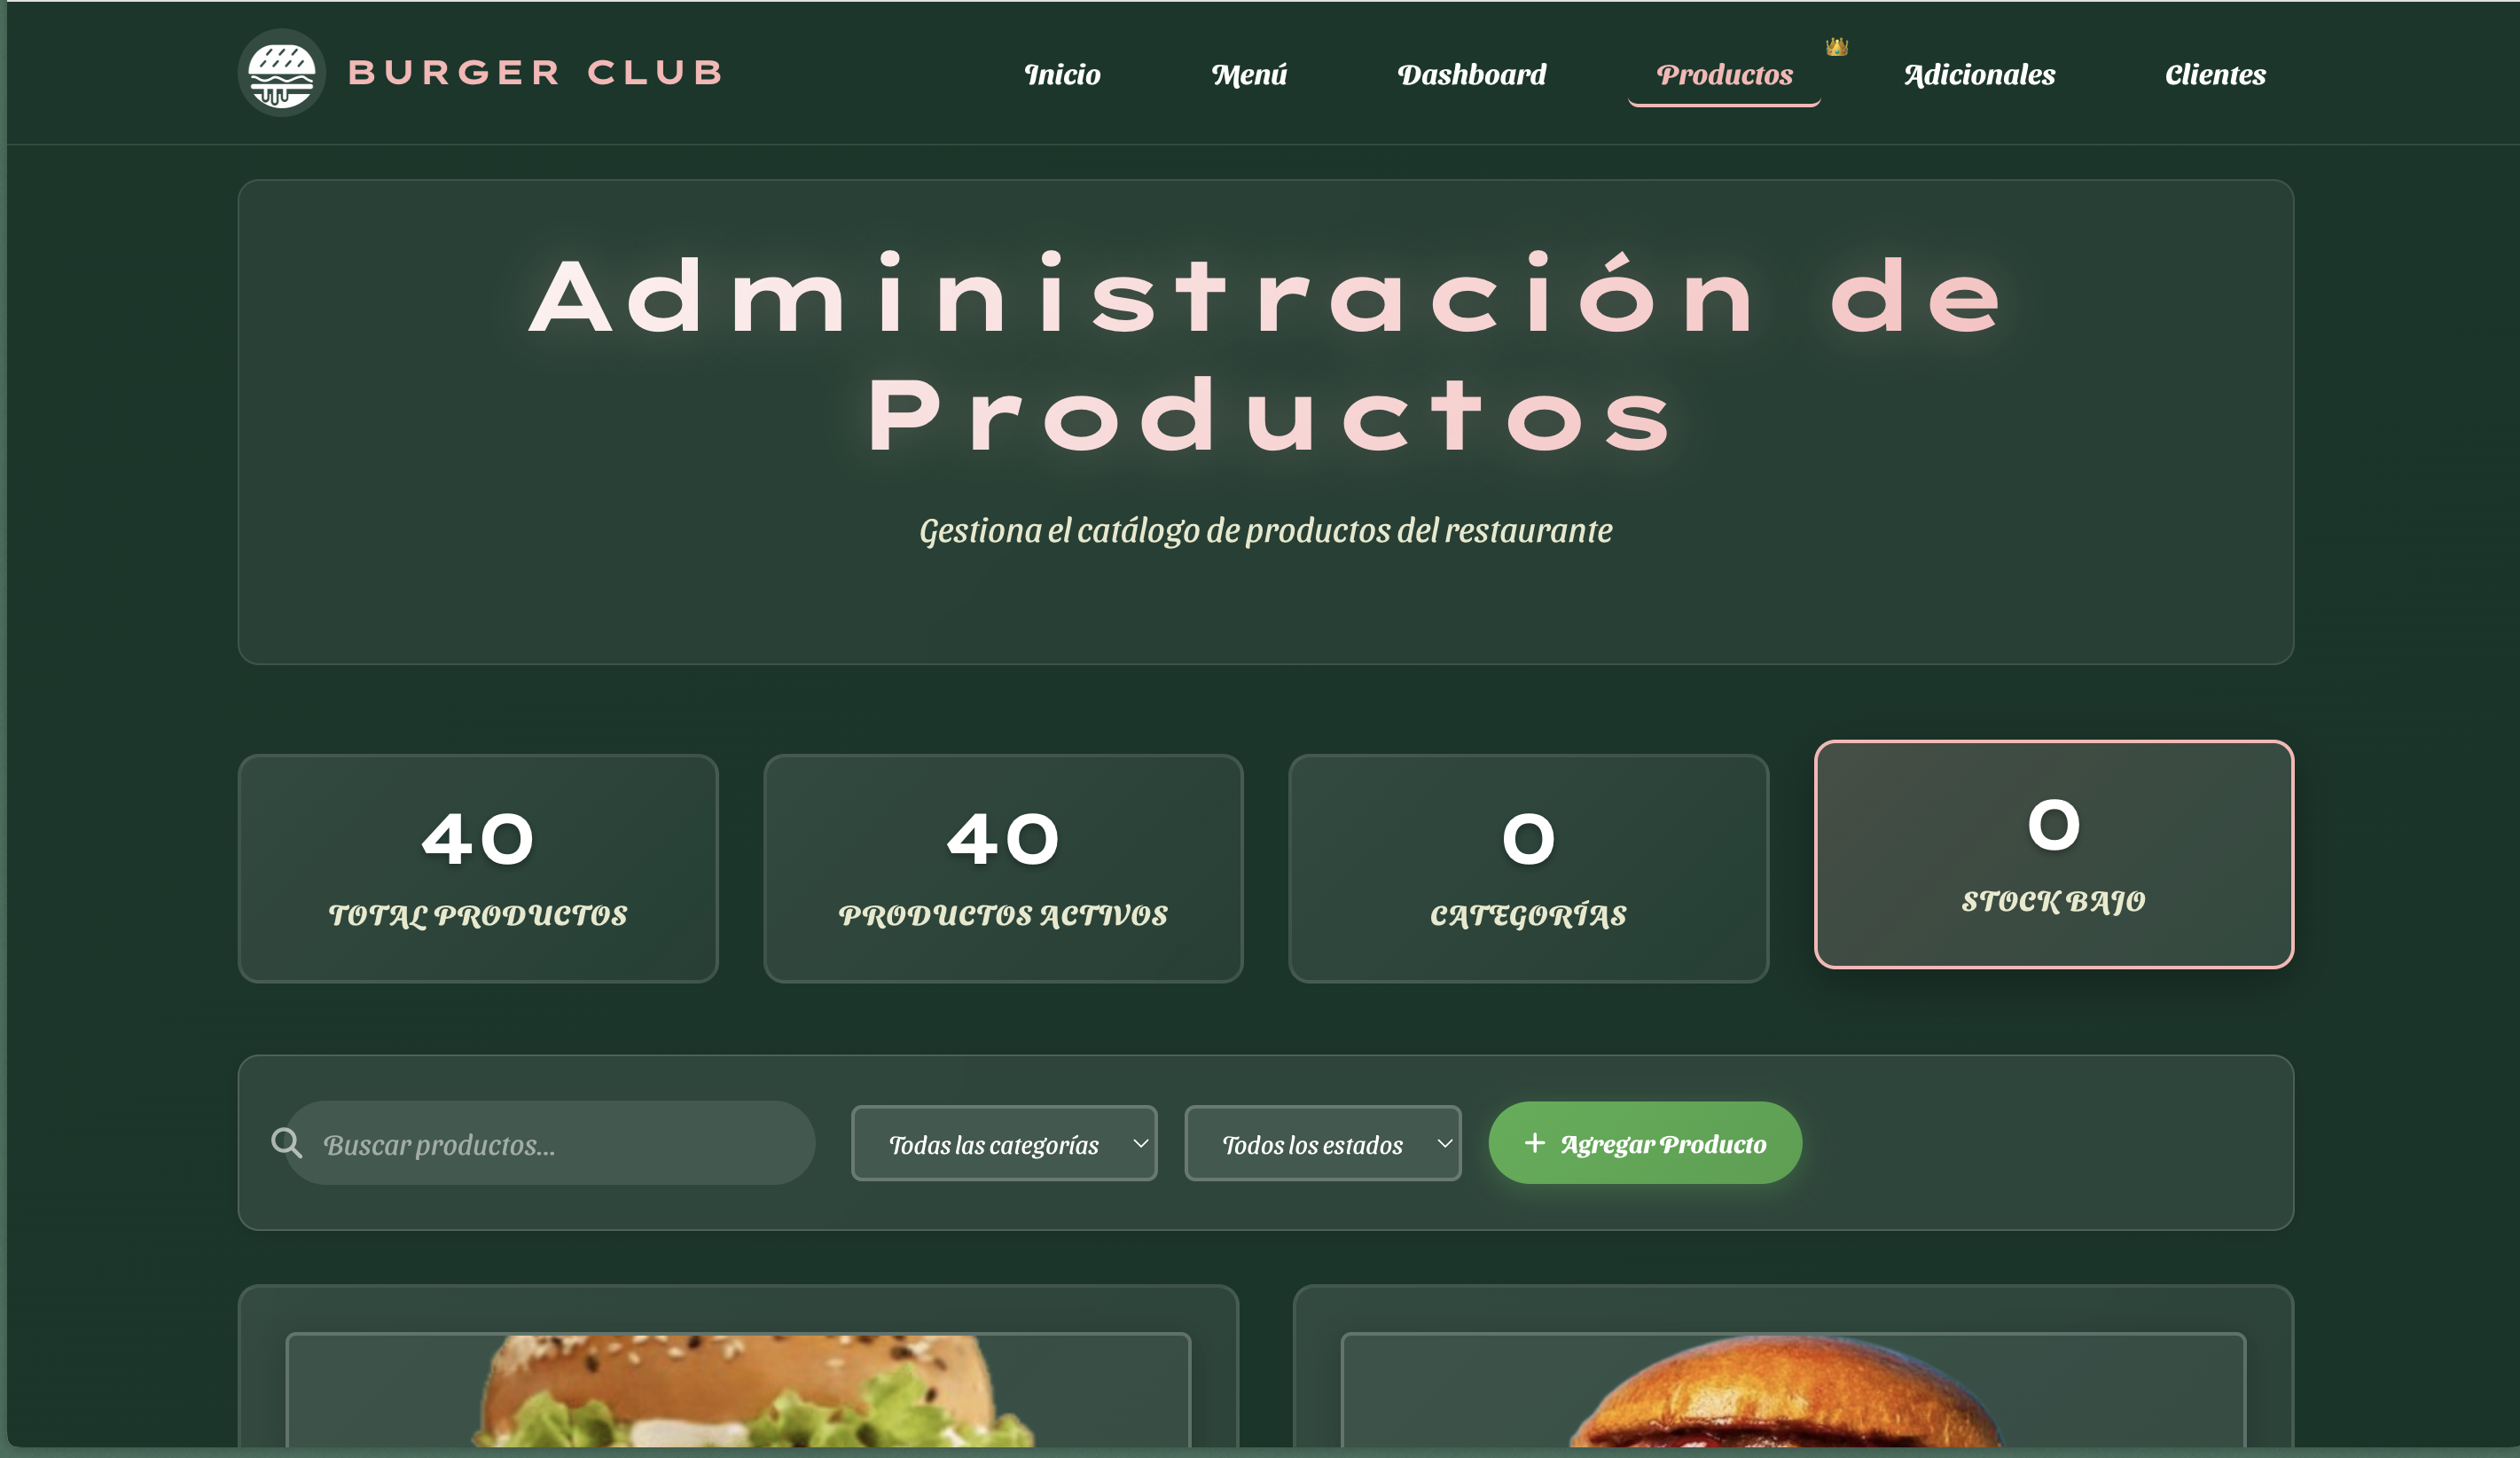 BURGER CLUB
Inicio
Menú
Dashboard
Productos
Adicionales
Clientes
Administración de
Productos
Gestiona el catálogo de productos del restaurante
40
TOTAL PRODUCTOS
40
PRODUCTOS ACTIVOS
0
CATEGORÍAS
0
STOCK BAJO
Buscar productos...
Todas las categorías
Todos los estados
+ Agregar Producto